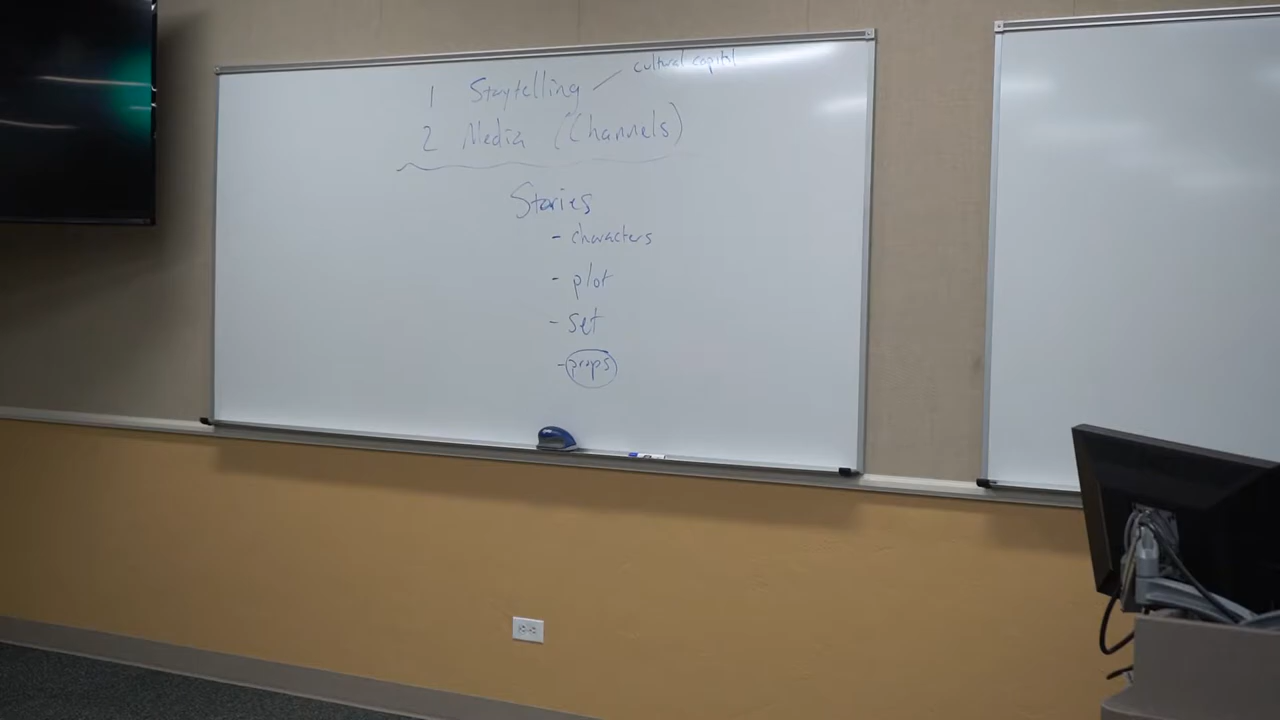 1 Storytelling / cultural capital
2 Media (Channels)
Stories
- characters
- plot
- set
- props